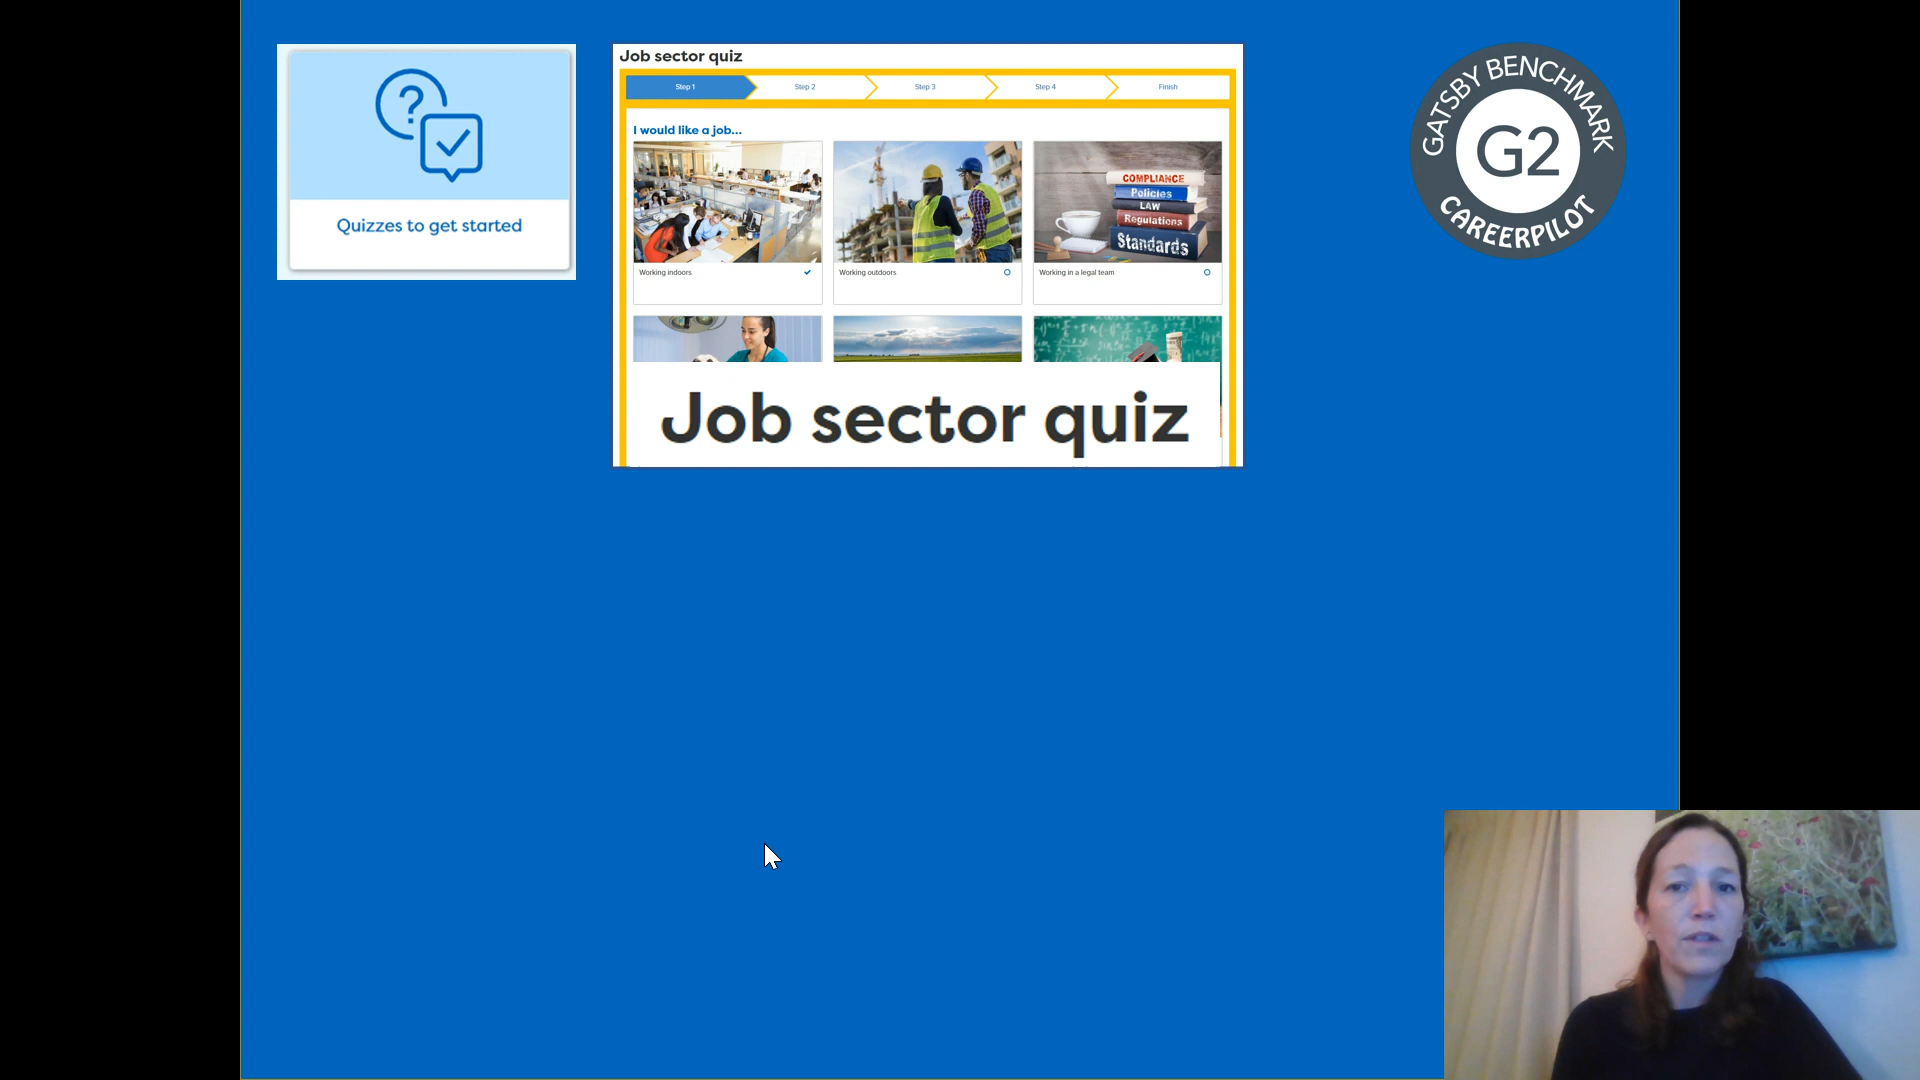 Quizzes to get started
Job sector quiz
Step 1
Step 2
Step 3
Step 4
Finish
I would like a job...
COMPLIANCE
Policies
LAW
Regulations
Standards
Working indoors
Working outdoors
Working in a legal team
Job sector quiz
GATSBY BENCHMARK
G2
CAREERPILOT